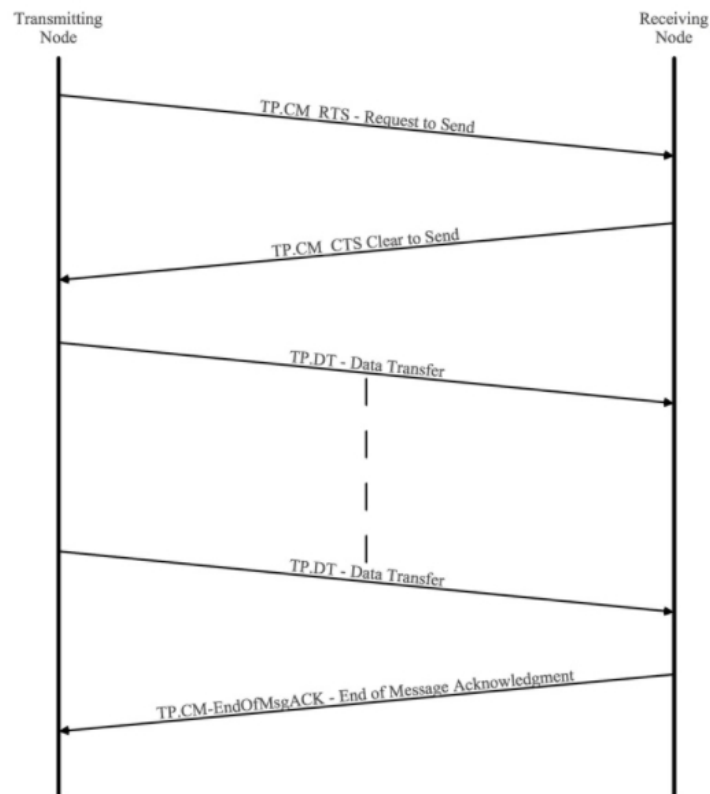 Transmitting
Node
Receiving
Node
TP.CM_RTS - Request to Send
TP.CM_CTS Clear to Send
TP.DT - Data Transfer
TP.DT - Data Transfer
TP.CM-EndOfMsgACK - End of Message Acknowledgment